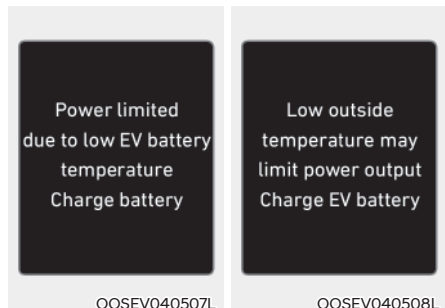 Power limited
due to low EV battery
temperature
Charge battery
OOSEV040507L
Low outside
temperature may
limit power output
Charge EV battery
OOSEV040508L